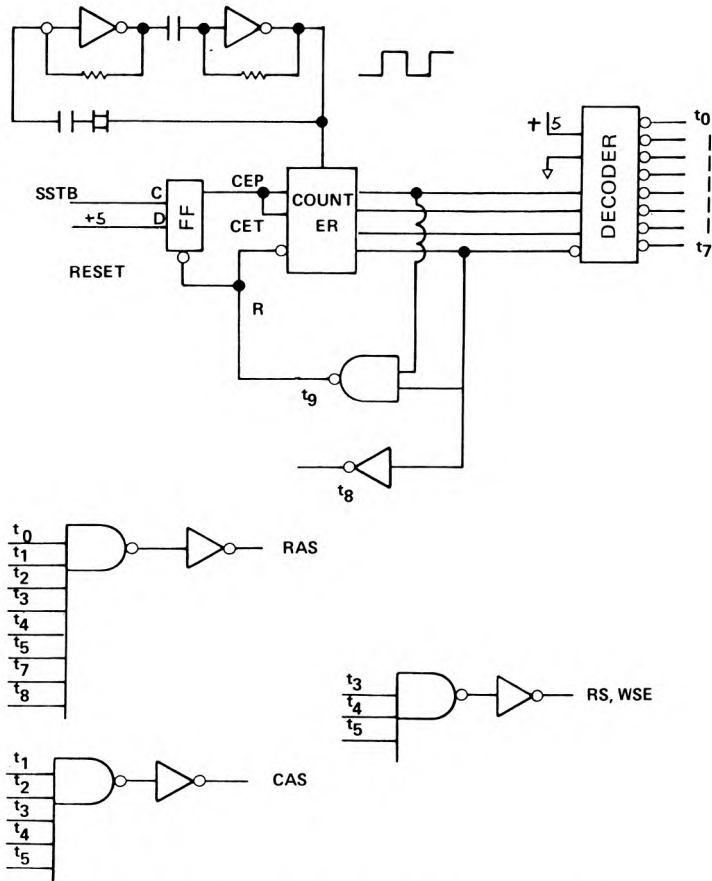 +5
t0
DECODER
t7
SSTB
C
+5
D
FF
CEP
CET
COUNT
ER
RESET
R
t9
t8
t0
t1
t2
t3
t4
t5
t7
t8
RAS
t3
t4
t5
RS, WSE
t1
t2
t3
t4
t5
CAS